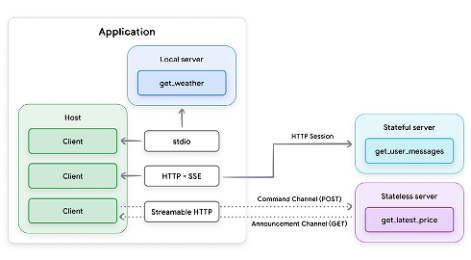 Application
Local server
get_weather
Host
Client
stdio
HTTP - SSE
Client
Client
Streamable HTTP
HTTP Session
Stateful server
get_user_messages
Command Channel (POST)
Announcement Channel (GET)
Stateless server
get_latest_price